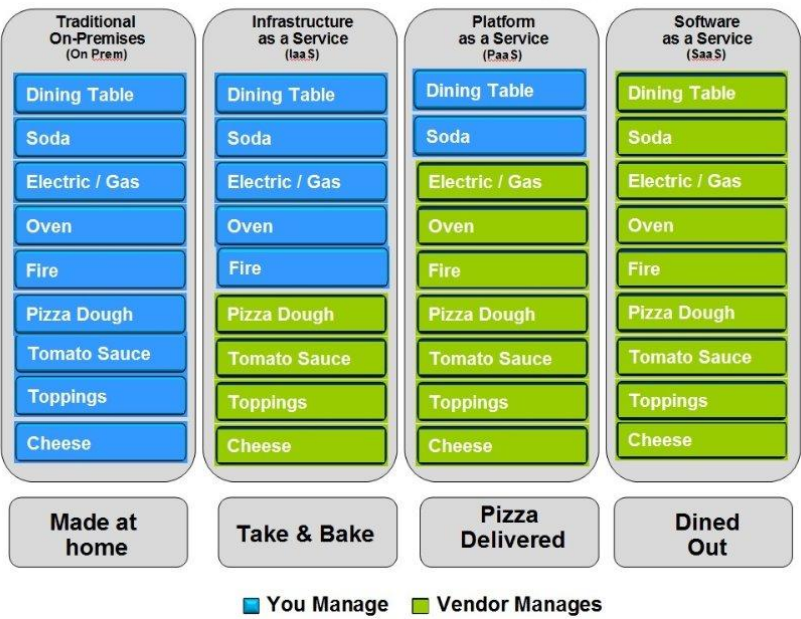 Traditional
On-Premises
(On Prem)
Dining Table
Soda
Electric / Gas
Oven
Fire
Pizza Dough
Tomato Sauce
Toppings
Cheese
Made at
home
Infrastructure
as a Service
(IaaS)
Dining Table
Soda
Electric / Gas
Oven
Fire
Pizza Dough
Tomato Sauce
Toppings
Cheese
Take & Bake
Platform
as a Service
(PaaS)
Dining Table
Soda
Electric / Gas
Oven
Fire
Pizza Dough
Tomato Sauce
Toppings
Cheese
Pizza
Delivered
Software
as a Service
(SaaS)
Dining Table
Soda
Electric / Gas
Oven
Fire
Pizza Dough
Tomato Sauce
Toppings
Cheese
Dined
Out
You Manage
Vendor Manages